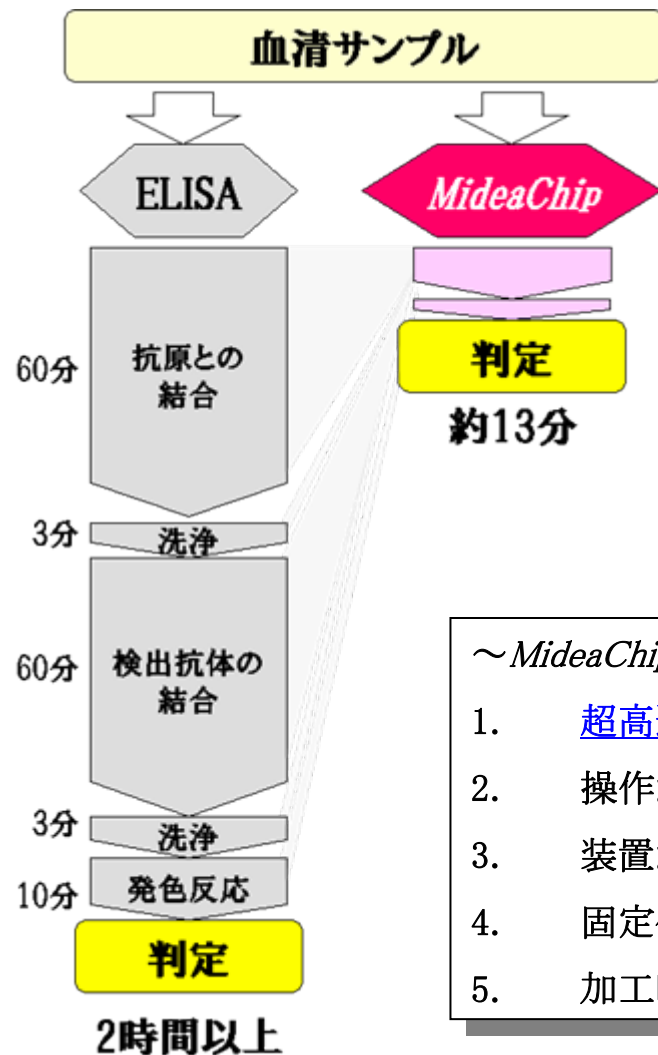 血清サンプル
ELISA
MideaChip
60分
抗原との
結合
3分
洗浄
60分
検出抗体の
結合
3分
洗浄
10分
発色反応
判定
2時間以上
判定
約13分
～MideaChi
1. 超高
2. 操作
3. 装置
4. 固定
5. 加工